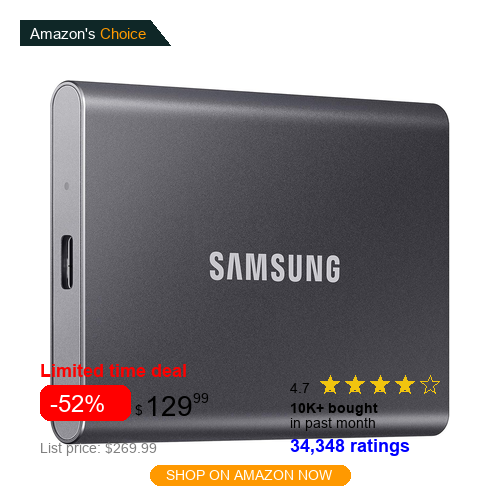 Amazon's Choice
SAMSUNG
Limited time deal
-52% $ 129 99
List price: $269.99
4.7
10K+ bought
in past month
34,348 ratings
SHOP ON AMAZON NOW